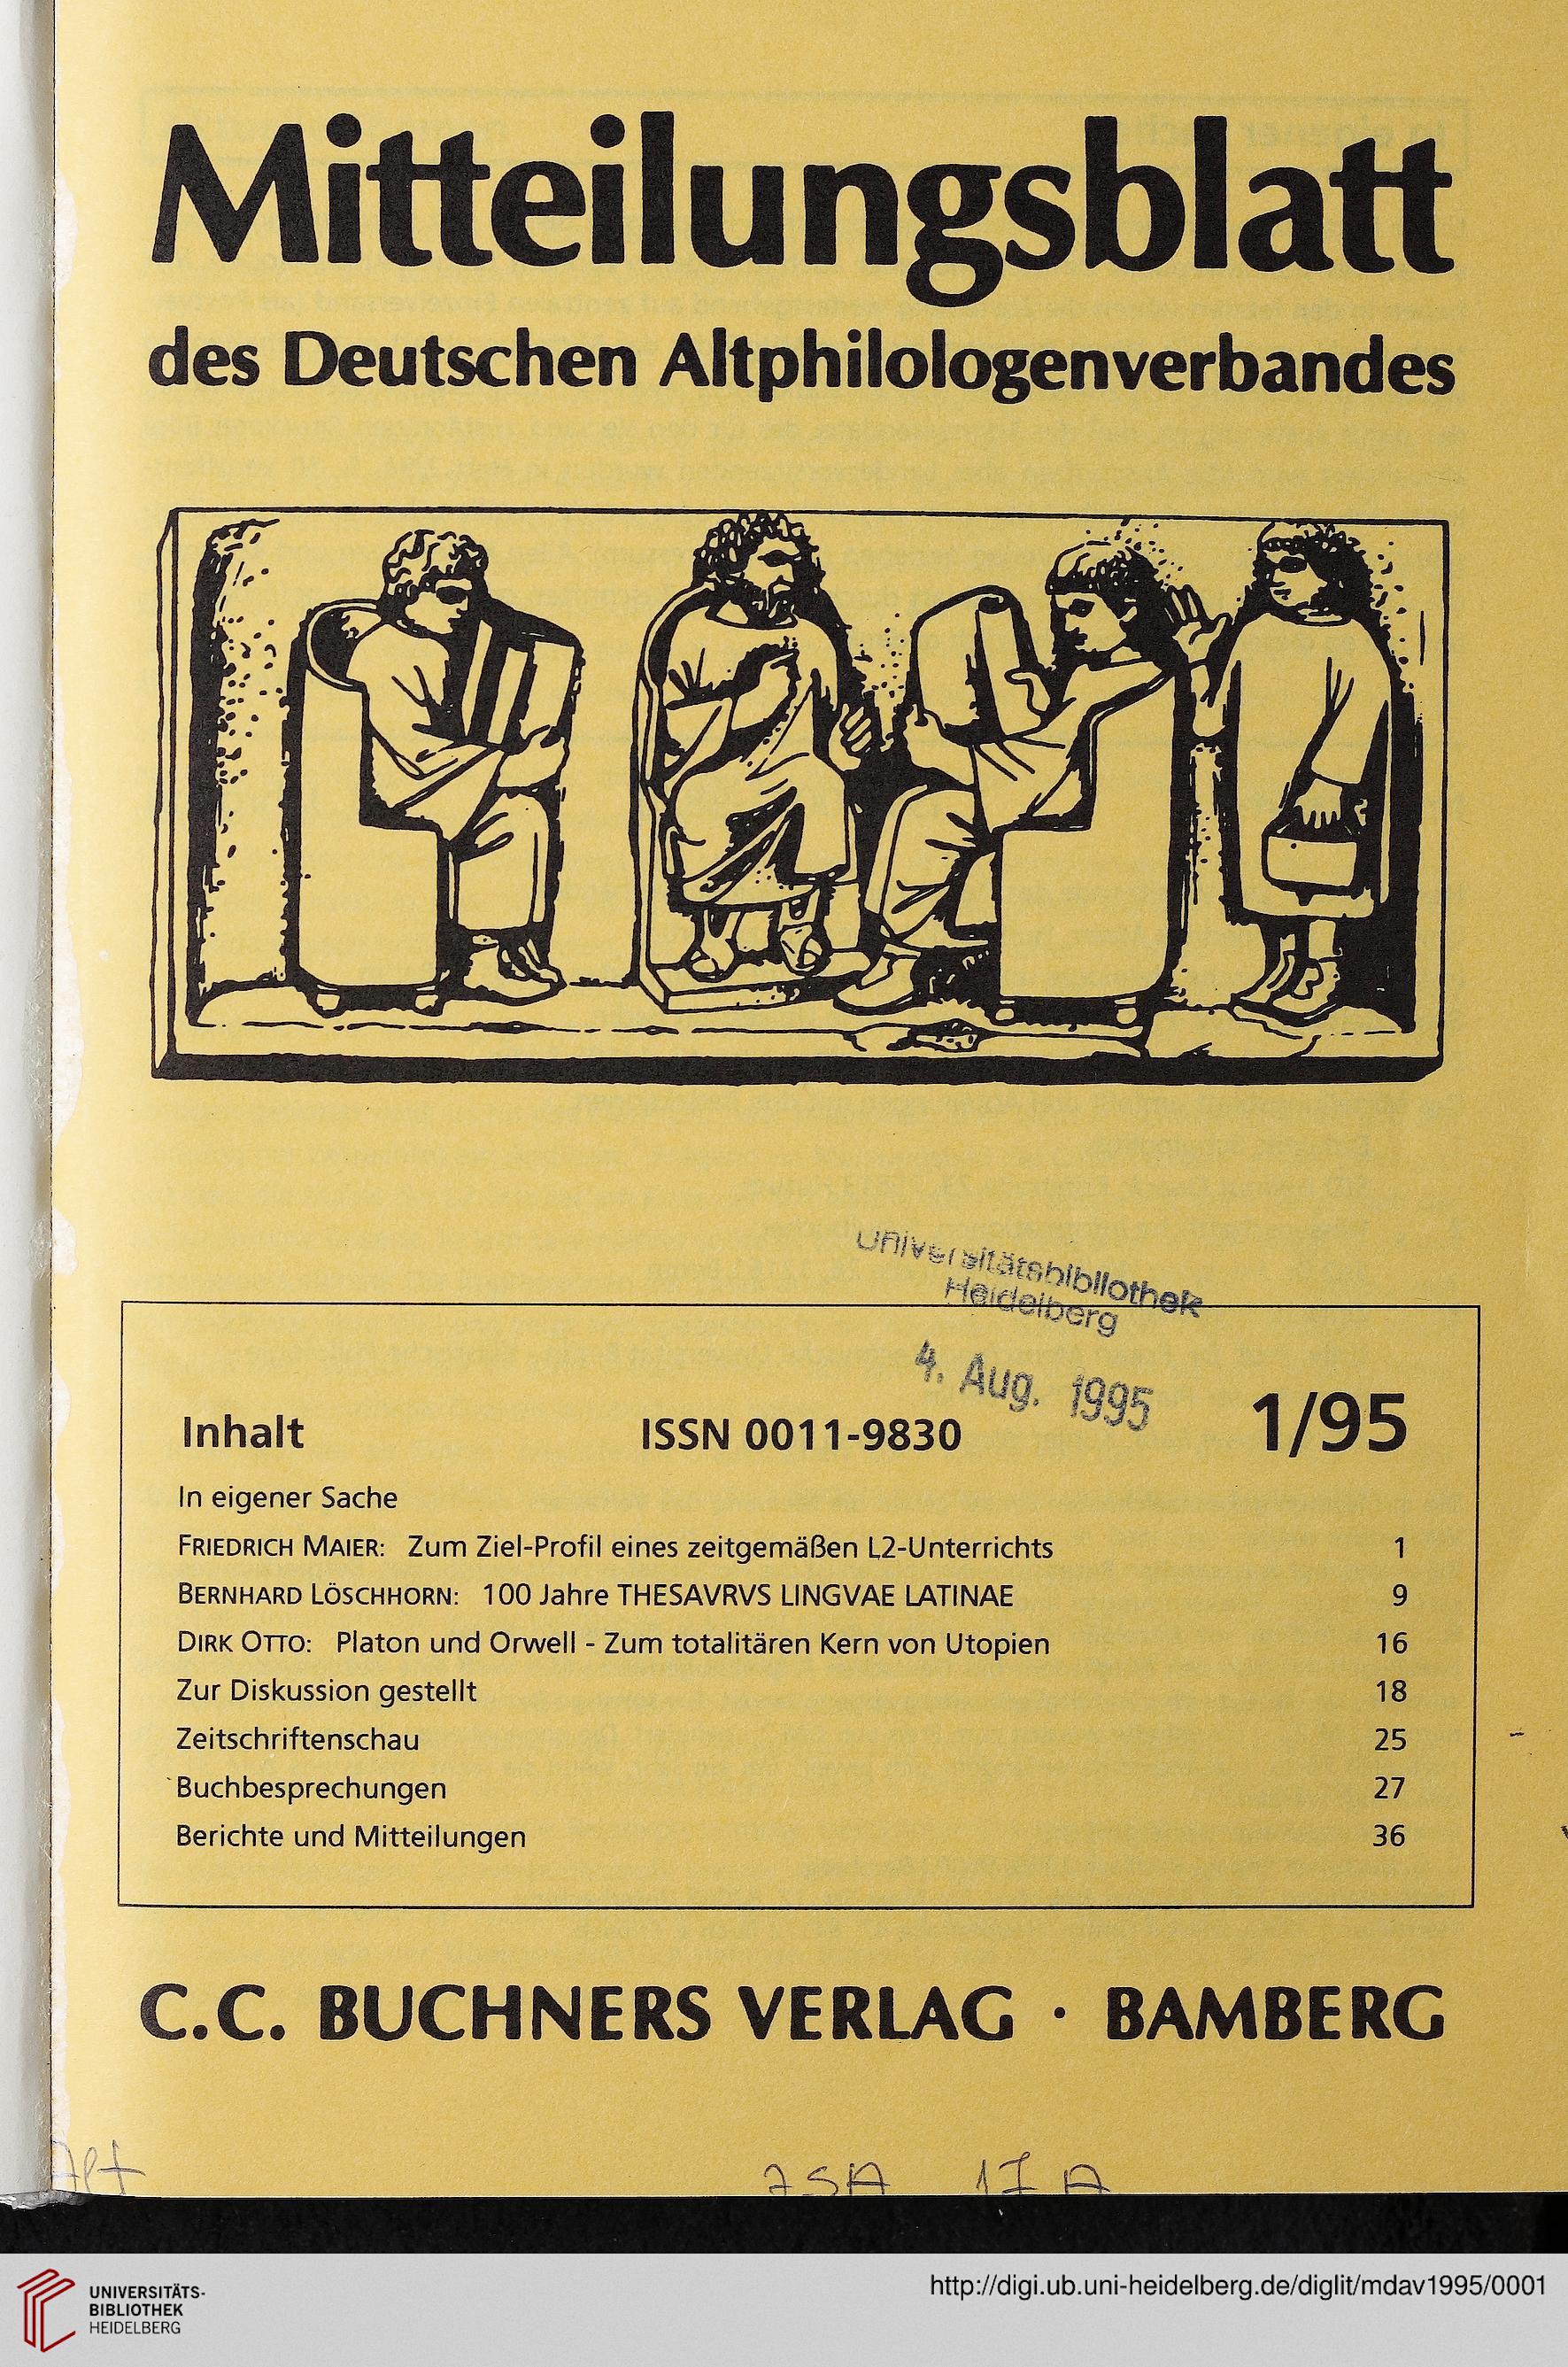 Mitteilungsblatt
des Deutschen Altphilologenverbandes
Universitätsbibliothek
Heidelberg
4. Aug. 1995
Inhalt ISSN 0011-9830 1/95
In eigener Sache
FRIEDRICH MAIER: Zum Ziel-Profil eines zeitgemäßen L2-Unterrichts 1
BERNHARD LÖSCHHORN: 100 Jahre THESAVRVS LINGVAE LATINAE 9
DIRK OTTO: Platon und Orwell - Zum totalitären Kern von Utopien 16
Zur Diskussion gestellt 18
Zeitschriftenschau 25
Buchbesprechungen 27
Berichte und Mitteilungen 36
C.C. BUCHNERS VERLAG · BAMBERG
UNIVERSITÄTS-
BIBLIOTHEK
HEIDELBERG
http://digi.ub.uni-heidelberg.de/diglit/mdav1995/0001